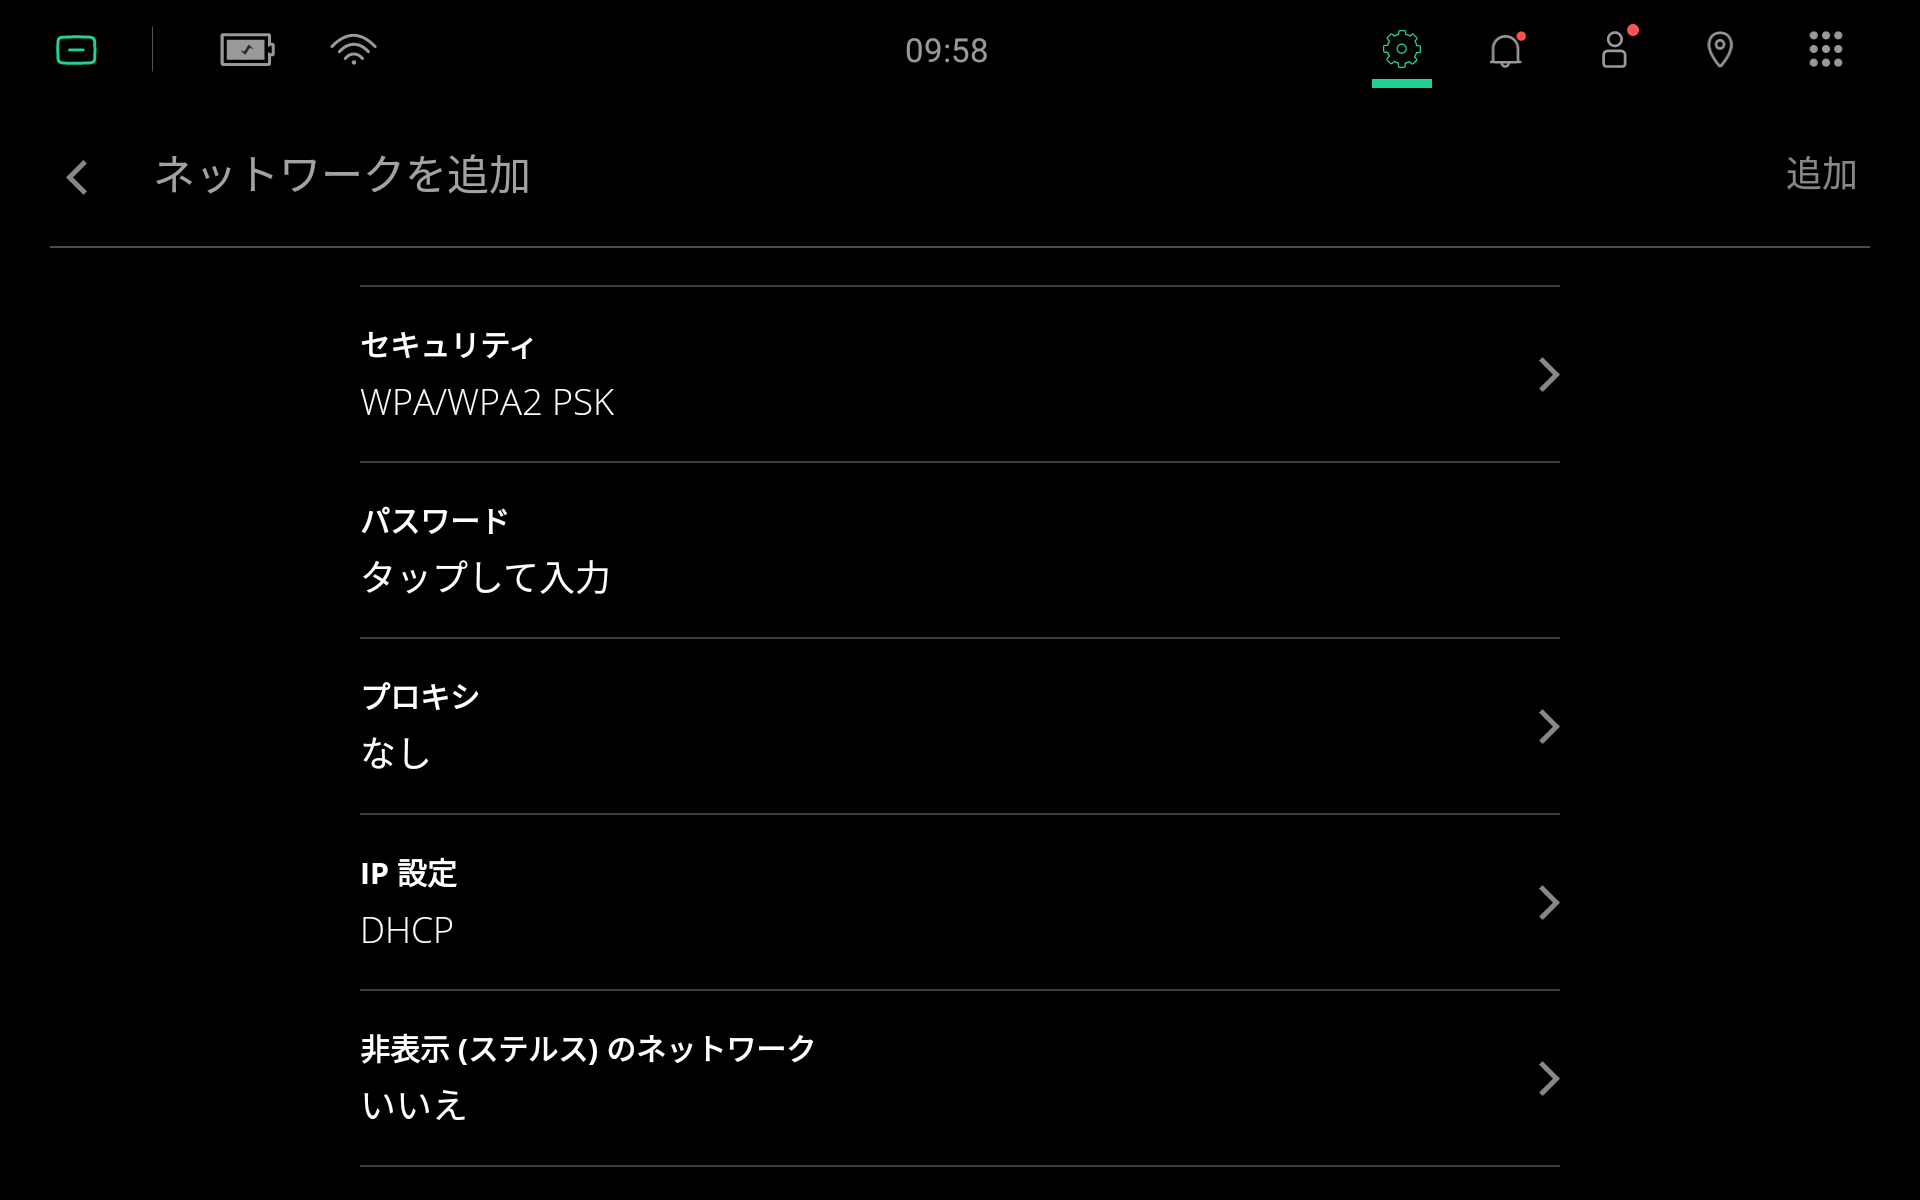 09:58
ネットワークを追加
追加
セキュリティ
WPA/WPA2 PSK
パスワード
タップして入力
プロキシ
なし
IP 設定
DHCP
非表示 (ステルス) のネットワーク
いいえ